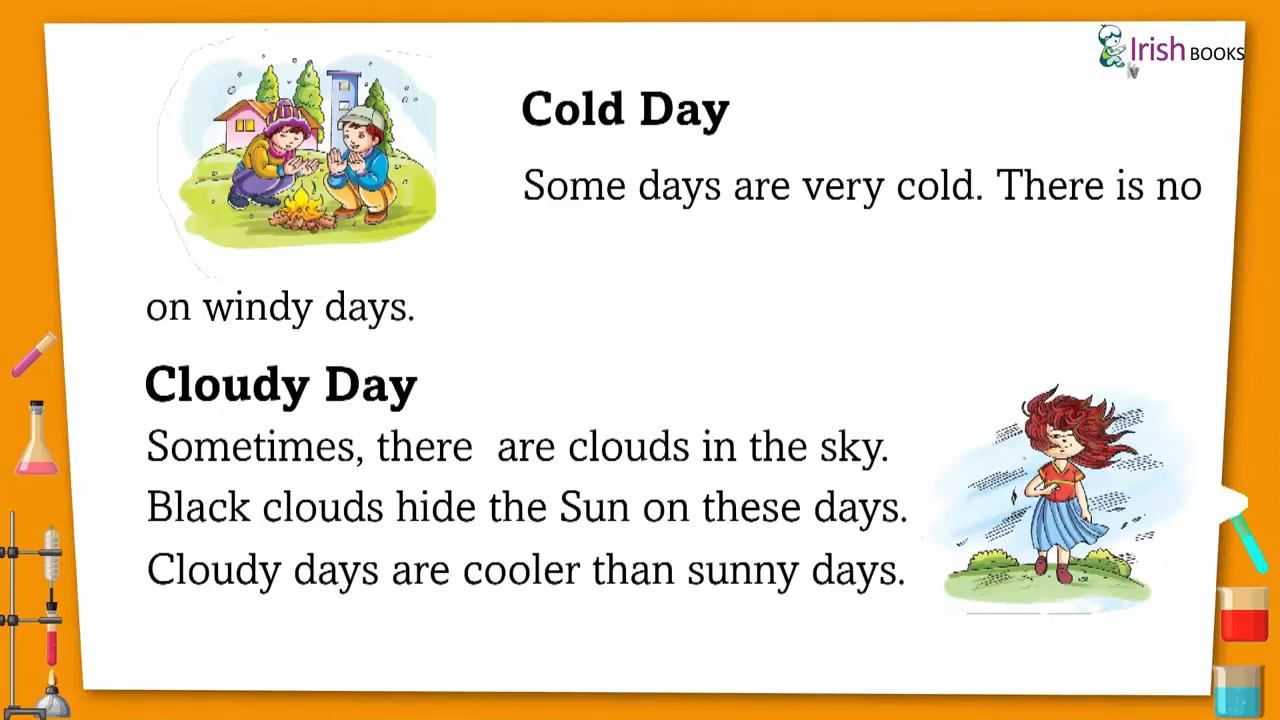 Irish BOOKS
Cold Day
Some days are very cold. There is no
on windy days.
Cloudy Day
Sometimes, there are clouds in the sky.
Black clouds hide the Sun on these days.
Cloudy days are cooler than sunny days.